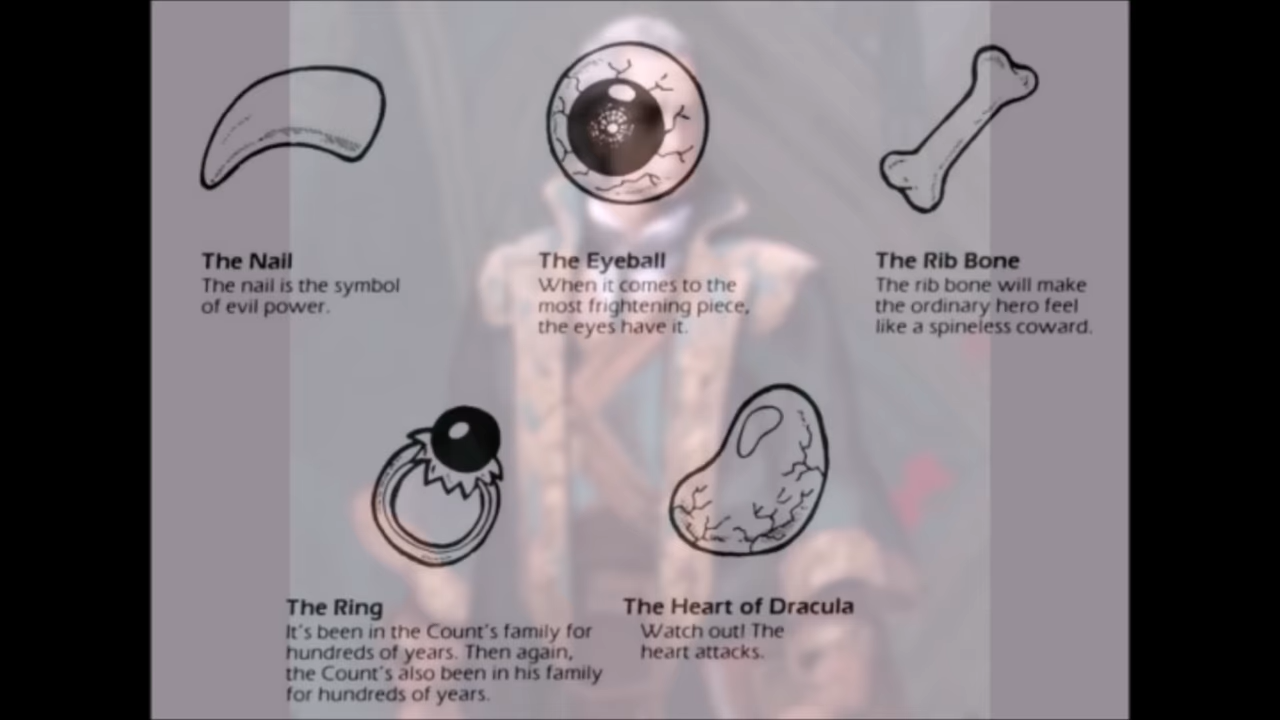 The Nail
The nail is the symbol
of evil power.
The Eyeball
When it comes to the
most frightening piece,
the eyes have it.
The Rib Bone
The rib bone will make
the ordinary hero feel
like a spineless coward.
The Ring
It's been in the Count's family for
hundreds of years. Then again,
the Count's also been in his family
for hundreds of years.
The Heart of Dracula
Watch out! The
heart attacks.